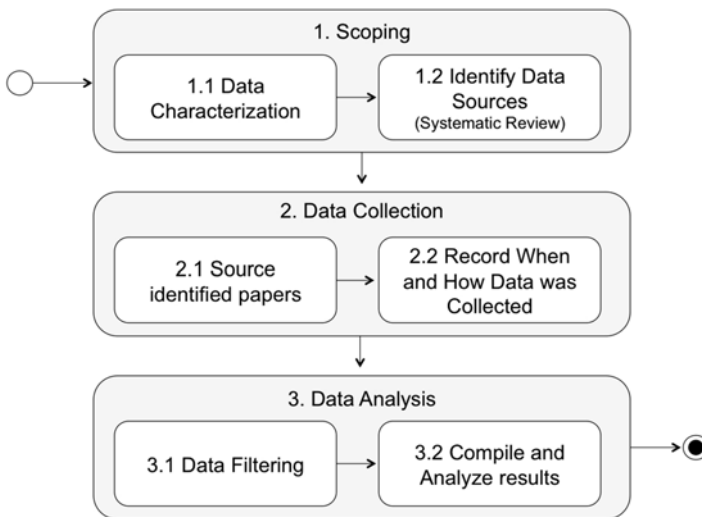 1. Scoping
1.1 Data
Characterization
1.2 Identify Data
Sources
(Systematic Review)
2. Data Collection
2.1 Source
identified papers
2.2 Record When
and How Data was
Collected
3. Data Analysis
3.1 Data Filtering
3.2 Compile and
Analyze results